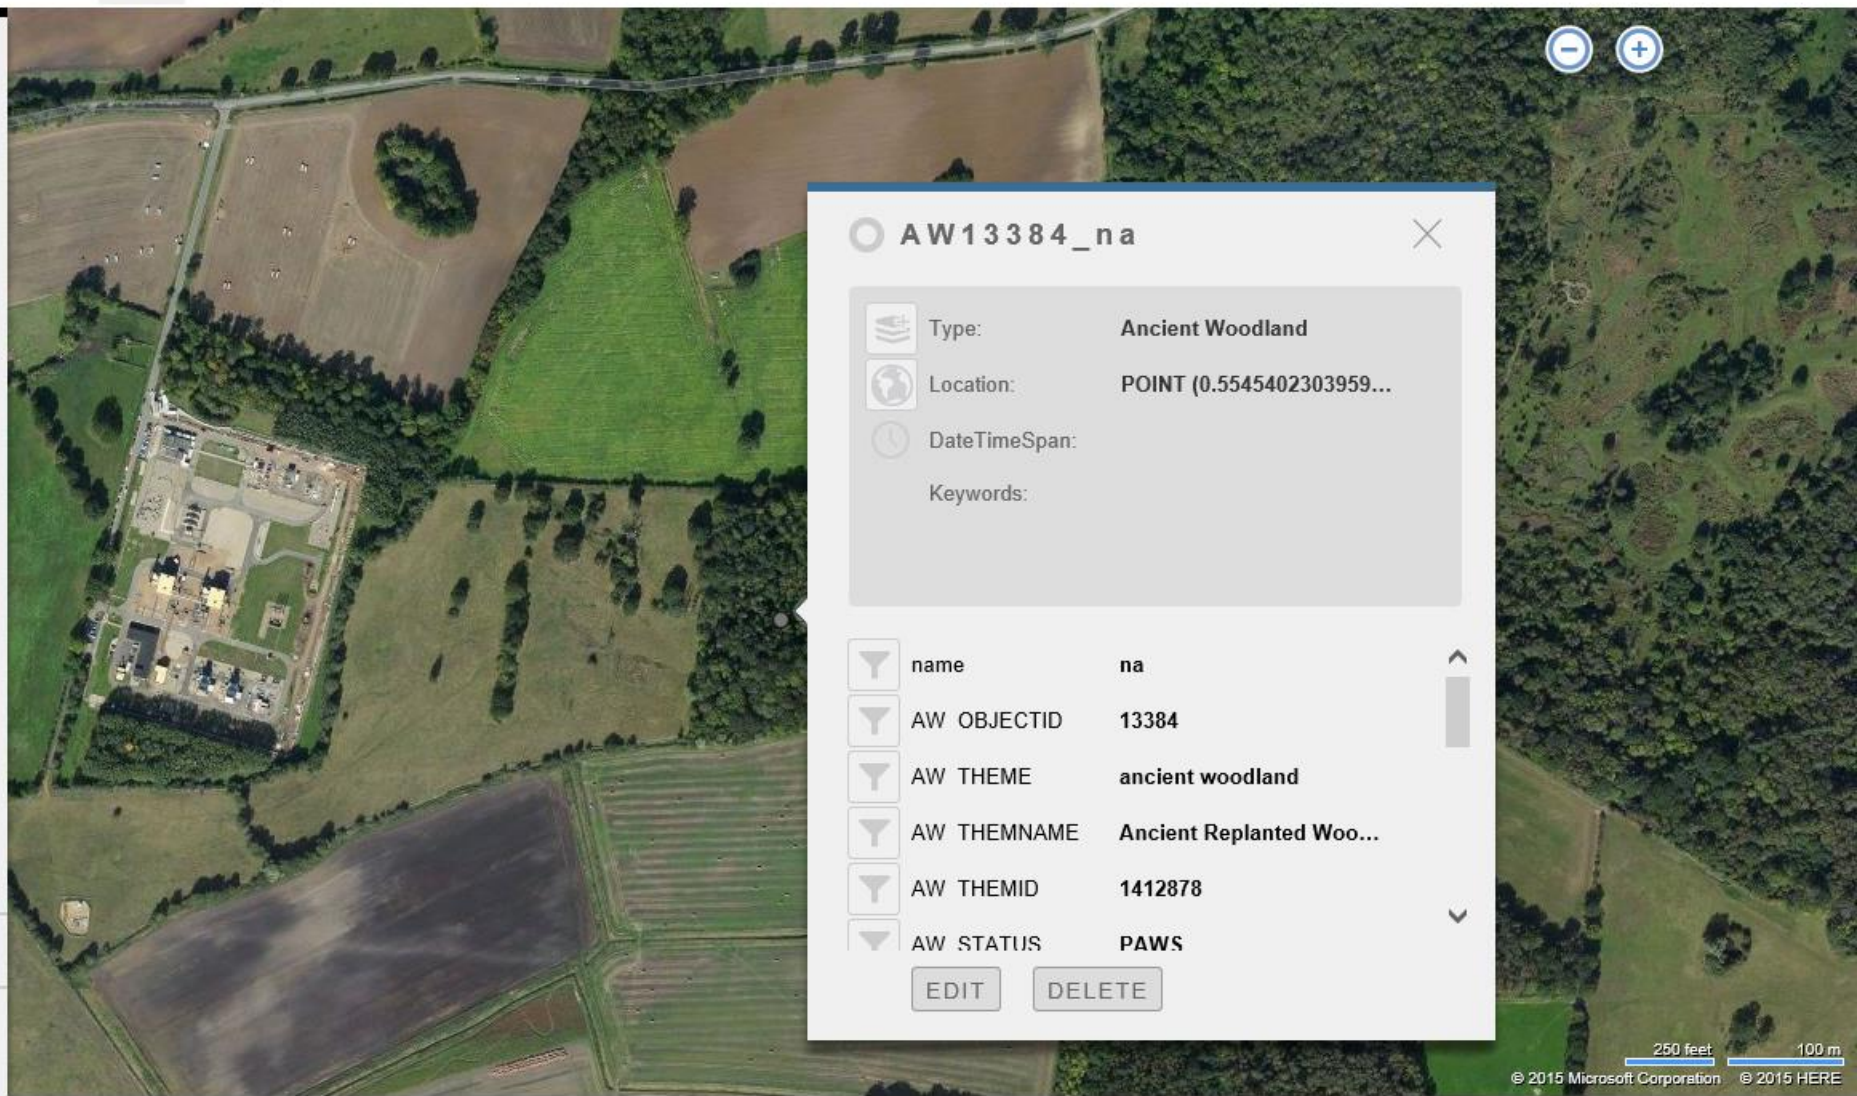 AW13384_na
Type: Ancient Woodland
Location: POINT (0.5545402303959...
DateTimeSpan:
Keywords:
name na
AW OBJECTID 13384
AW THEME ancient woodland
AW THEMNAME Ancient Replanted Woo...
AW THEMID 1412878
AW STATUS PAWS
EDIT DELETE
250 feet 100 m
© 2015 Microsoft Corporation © 2015 HERE